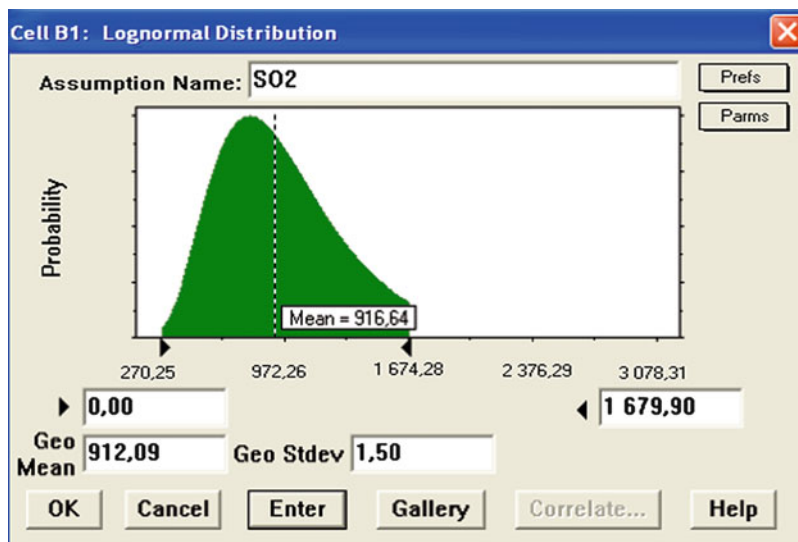 Cell B1: Lognormal Distribution
Assumption Name: SO2
Prefs
Parms
Probability
Mean = 916,64
270,25 972,26 1 674,28 2 376,29 3 078,31
0,00 1 679,90
Geo Mean 912,09 Geo Stdev 1,50
OK Cancel Enter Gallery Correlate... Help